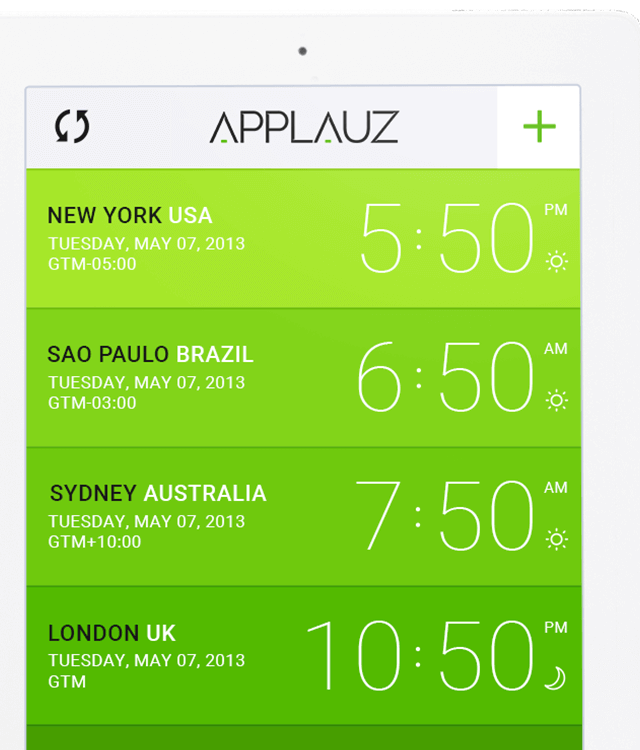 APPLAUZ
NEW YORK USA
TUESDAY, MAY 07, 2013
GTM-05:00
5:50 PM
SAO PAULO BRAZIL
TUESDAY, MAY 07, 2013
GTM-03:00
6:50 AM
SYDNEY AUSTRALIA
TUESDAY, MAY 07, 2013
GTM+10:00
7:50 AM
LONDON UK
TUESDAY, MAY 07, 2013
GTM
10:50 PM